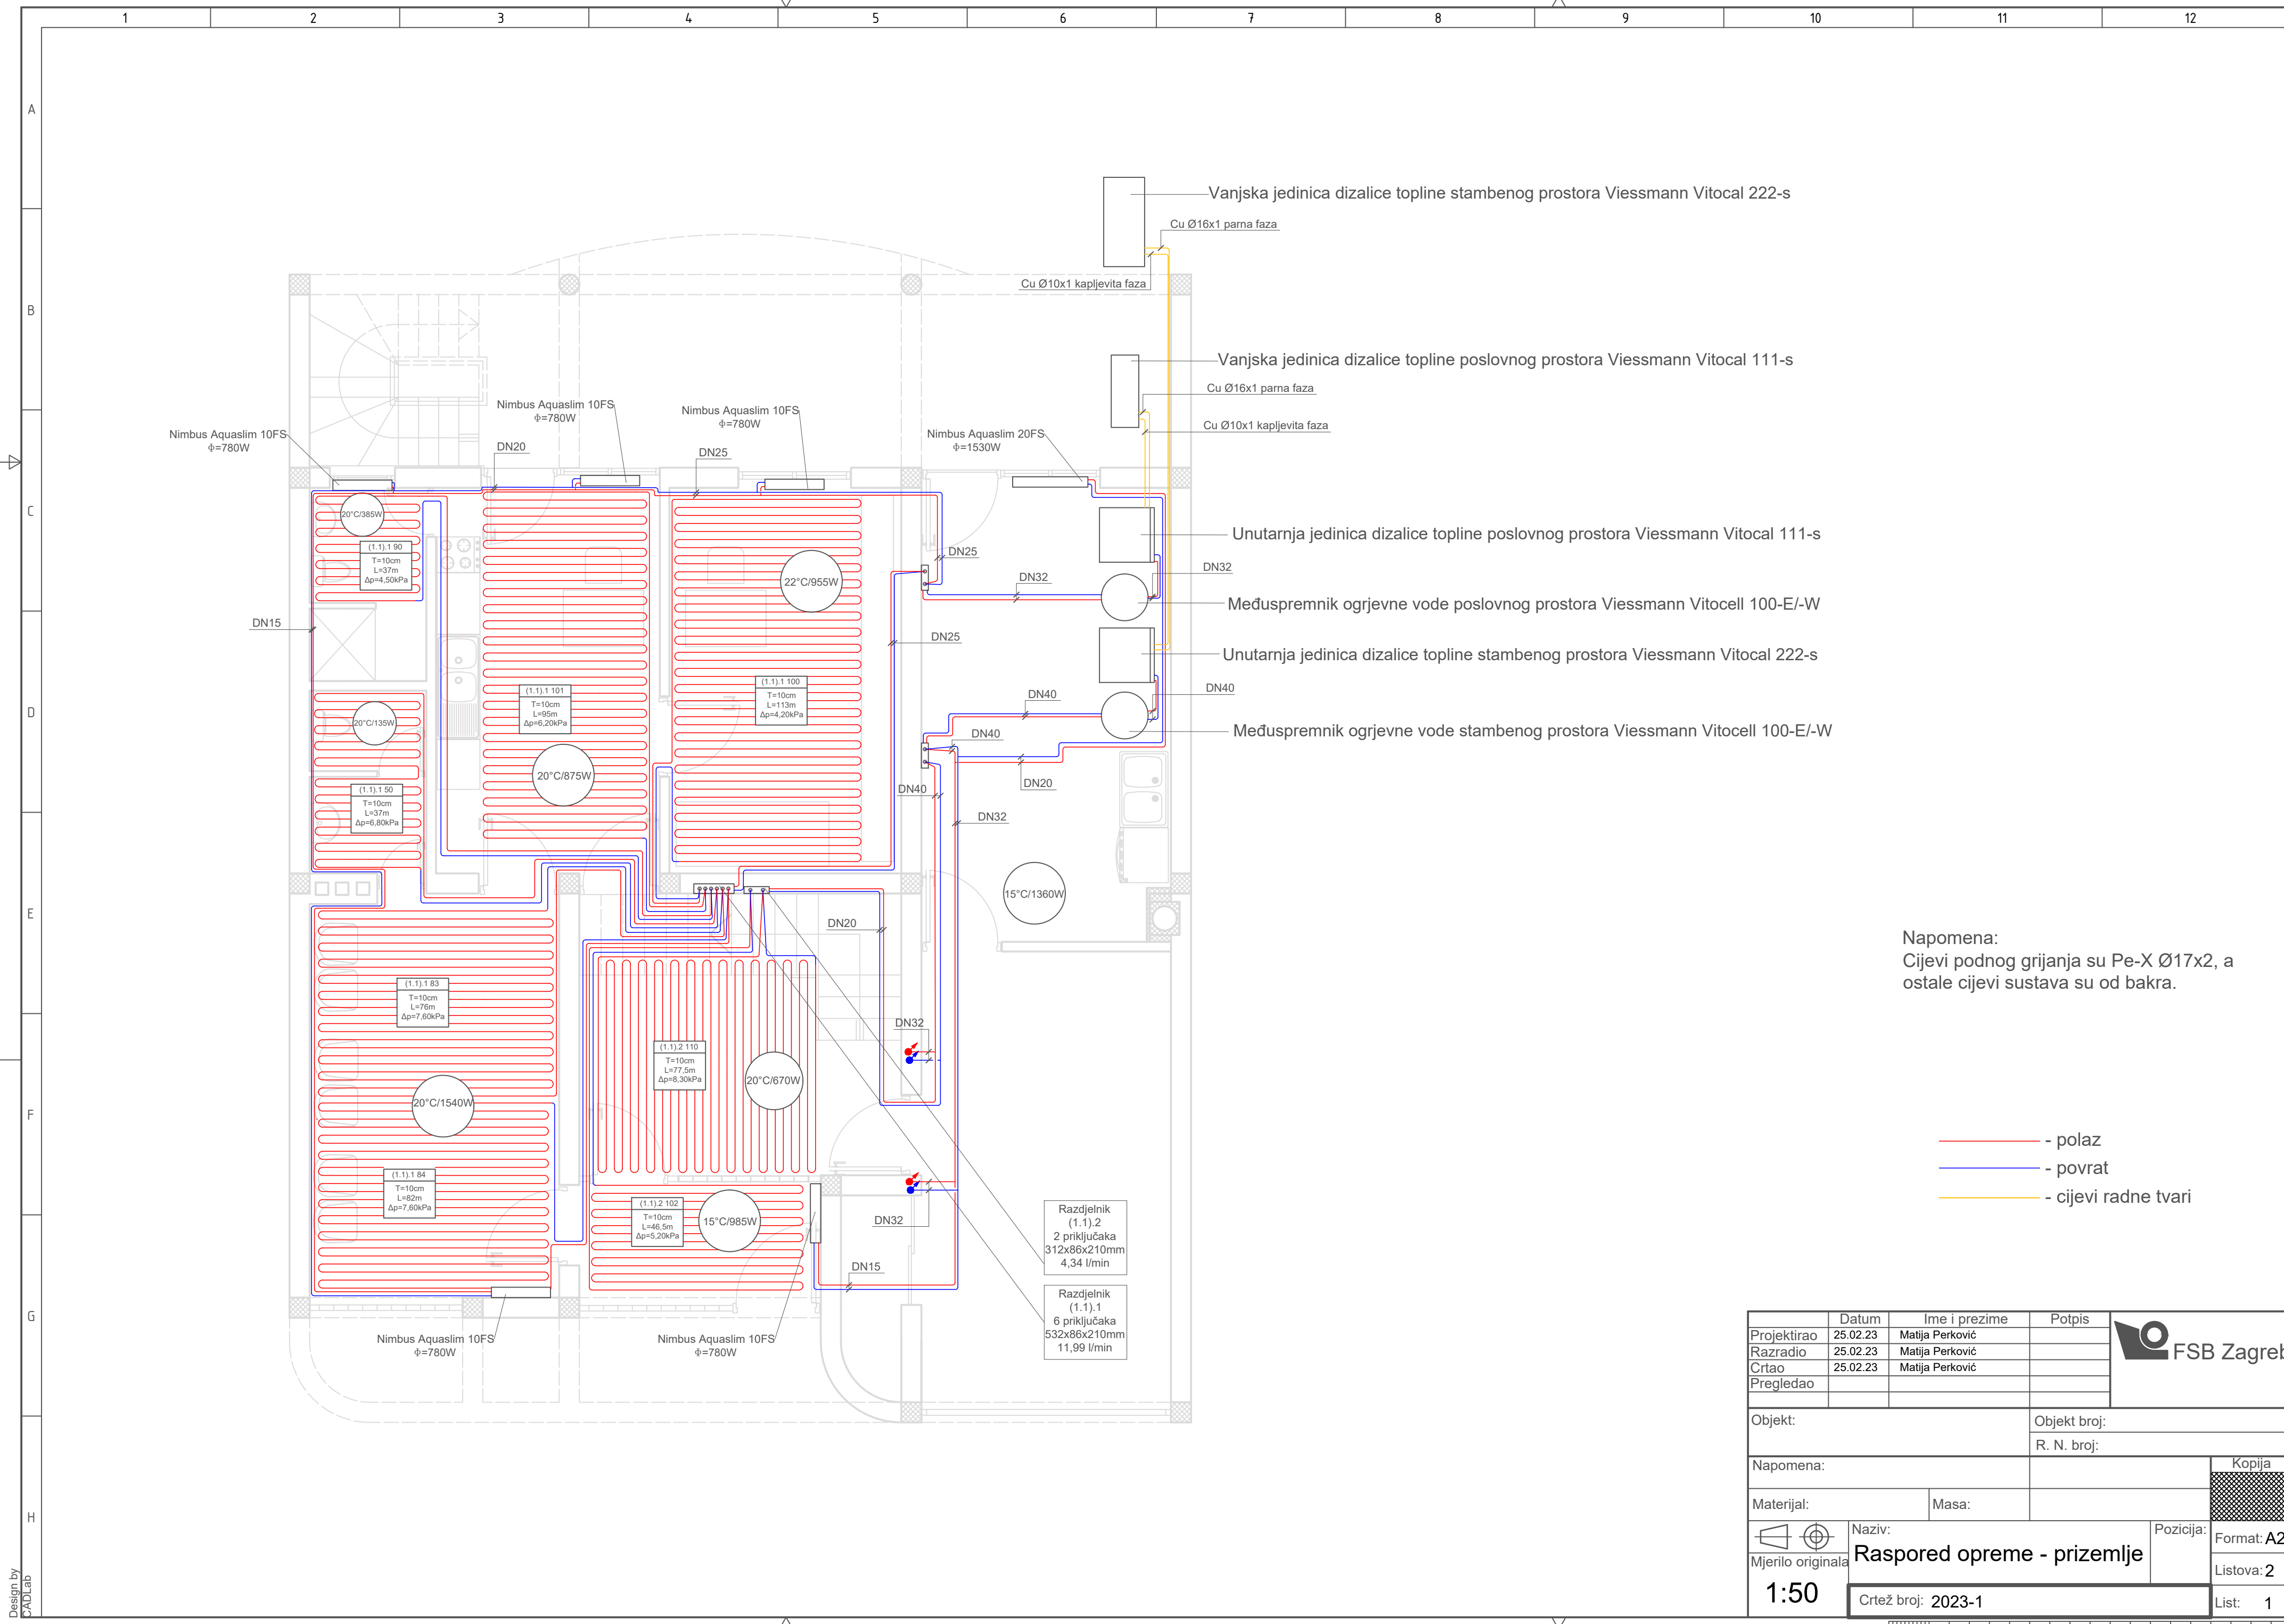 1 2 3 4 5 6 7 8 9 10 11 12
A
B
C
D
E
F
G
H
Vanjska jedinica dizalice topline stambenog prostora Viessmann Vitocal 222-s
Cu Ø16x1 parna faza
Cu Ø10x1 kapljevita faza
Vanjska jedinica dizalice topline poslovnog prostora Viessmann Vitocal 111-s
Cu Ø16x1 parna faza
Cu Ø10x1 kapljevita faza
Nimbus Aquaslim 10FS
Φ=780W
Nimbus Aquaslim 10FS
Φ=780W
Nimbus Aquaslim 10FS
Φ=780W
Nimbus Aquaslim 20FS
Φ=1530W
DN20
DN25
20°C/385W
(1.1).1 90
T=10cm
L=37m
Δp=4,50kPa
22°C/955W
DN25
DN32
DN32
Unutarnja jedinica dizalice topline poslovnog prostora Viessmann Vitocal 111-s
Međuspremnik ogrjevne vode poslovnog prostora Viessmann Vitocell 100-E/-W
DN15
DN25
Unutarnja jedinica dizalice topline stambenog prostora Viessmann Vitocal 222-s
(1.1).1 101
T=10cm
L=95m
Δp=6,20kPa
(1.1).1 100
T=10cm
L=113m
Δp=4,20kPa
DN40
DN40
20°C/135W
DN40
Međuspremnik ogrjevne vode stambenog prostora Viessmann Vitocell 100-E/-W
20°C/875W
DN20
DN40
(1.1).1 50
T=10cm
L=37m
Δp=6,80kPa
DN32
15°C/1360W
DN20
Napomena:
Cijevi podnog grijanja su Pe-X Ø17x2, a
ostale cijevi sustava su od bakra.
(1.1).1 83
T=10cm
L=76m
Δp=7,60kPa
DN32
(1.1).2 110
T=10cm
L=77,5m
Δp=8,30kPa
20°C/670W
20°C/1540W
- polaz
- povrat
- cijevi radne tvari
(1.1).1 84
T=10cm
L=82m
Δp=7,60kPa
(1.1).2 102
T=10cm
L=46,5m
Δp=5,20kPa
15°C/985W
DN32
DN15
Razdjelnik
(1.1).2
2 priključaka
312x86x210mm
4,34 l/min
Razdjelnik
(1.1).1
6 priključaka
532x86x210mm
11,99 l/min
Nimbus Aquaslim 10FS
Φ=780W
Nimbus Aquaslim 10FS
Φ=780W
Datum Ime i prezime Potpis
Projektirao 25.02.23 Matija Perković
Razradio 25.02.23 Matija Perković
Crtao 25.02.23 Matija Perković
Pregledao
FSB Zagreb
Objekt:
Objekt broj:
R. N. broj:
Napomena:
Kopija
Materijal:
Masa:
Naziv:
Raspored opreme - prizemlje
Pozicija:
Format: A2
Mjerilo originala
1:50
Listova: 2
Crtež broj: 2023-1
List: 1
Design by
CADLab